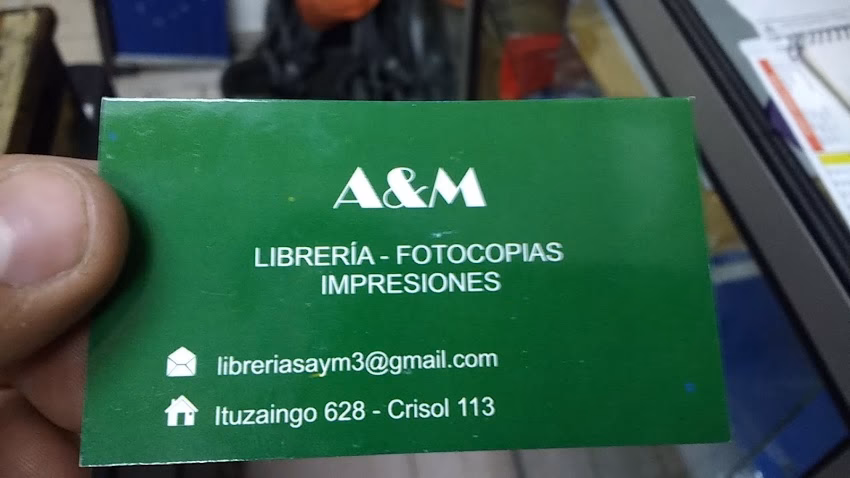 A&M
LIBRERÍA - FOTOCOPIAS
IMPRESIONES
libreriasaym3@gmail.com
Ituzaingo 628 - Crisol 113